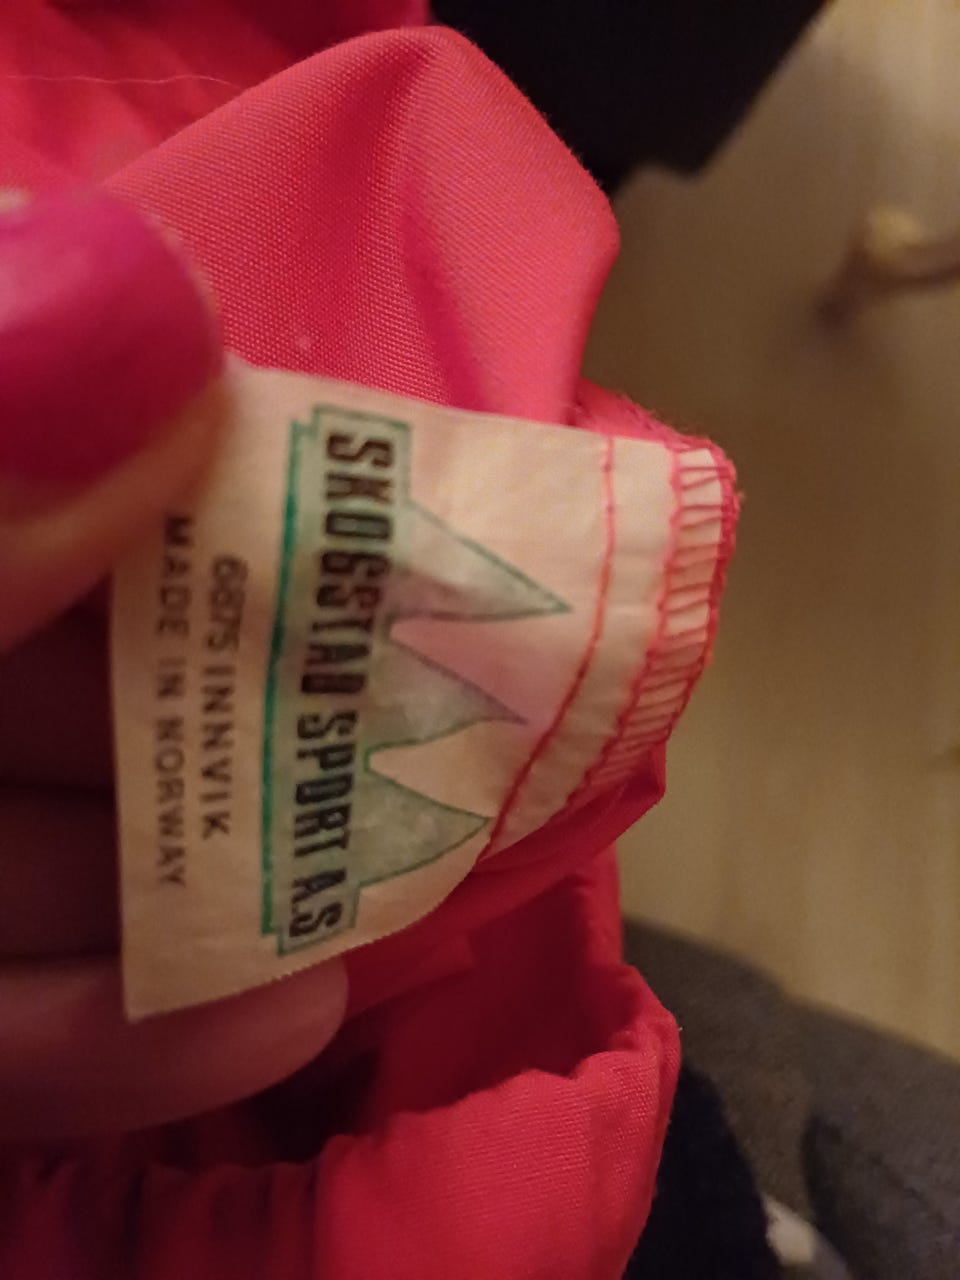 SKOGSTAD SPORT A.S
6875 INNVIK
MADE IN NORWAY